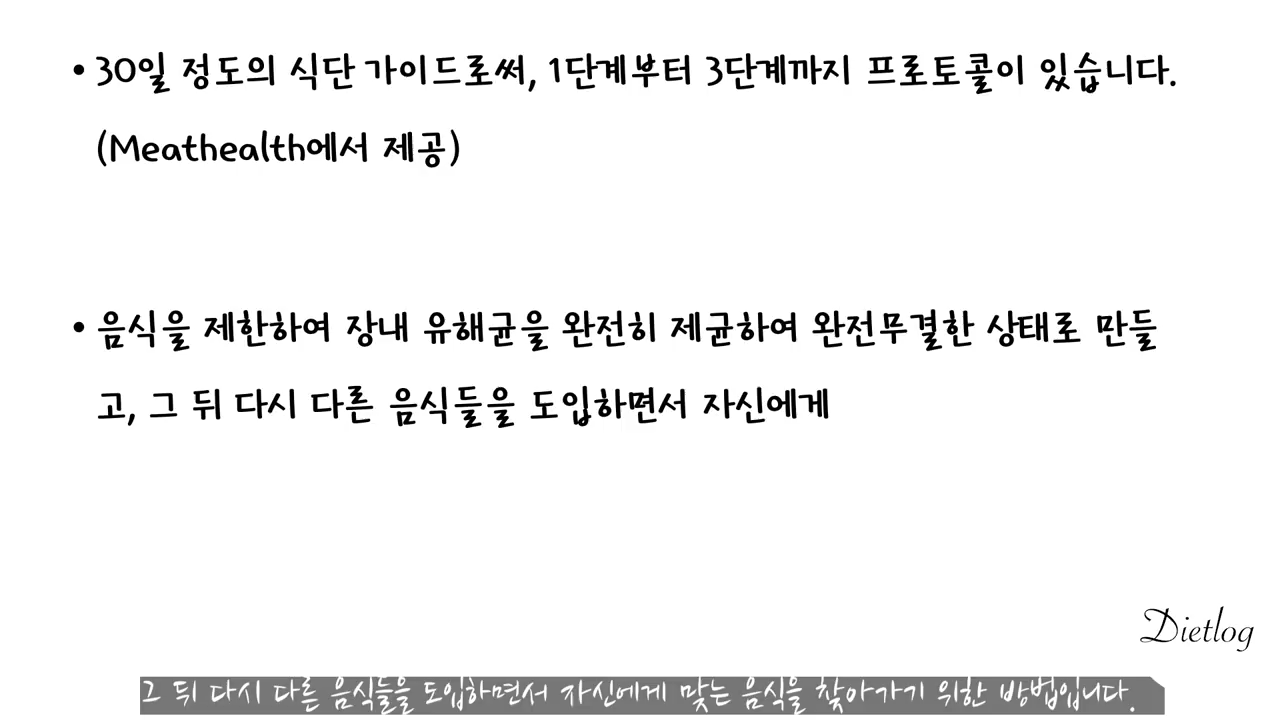 • 30일 정도의 식단 가이드로써, 1단계부터 3단계까지 프로토콜이 있습니다.
(Meathealth에서 제공)
• 음식을 제한하여 장내 유해균을 완전히 제균하여 완전무결한 상태로 만들
고, 그 뒤 다시 다른 음식들을 도입하면서 자신에게
Dietlog
그 뒤 다시 다른 음식들을 도입하면서 자신에게 맞는 음식을 찾아가기 위한 방법입니다.